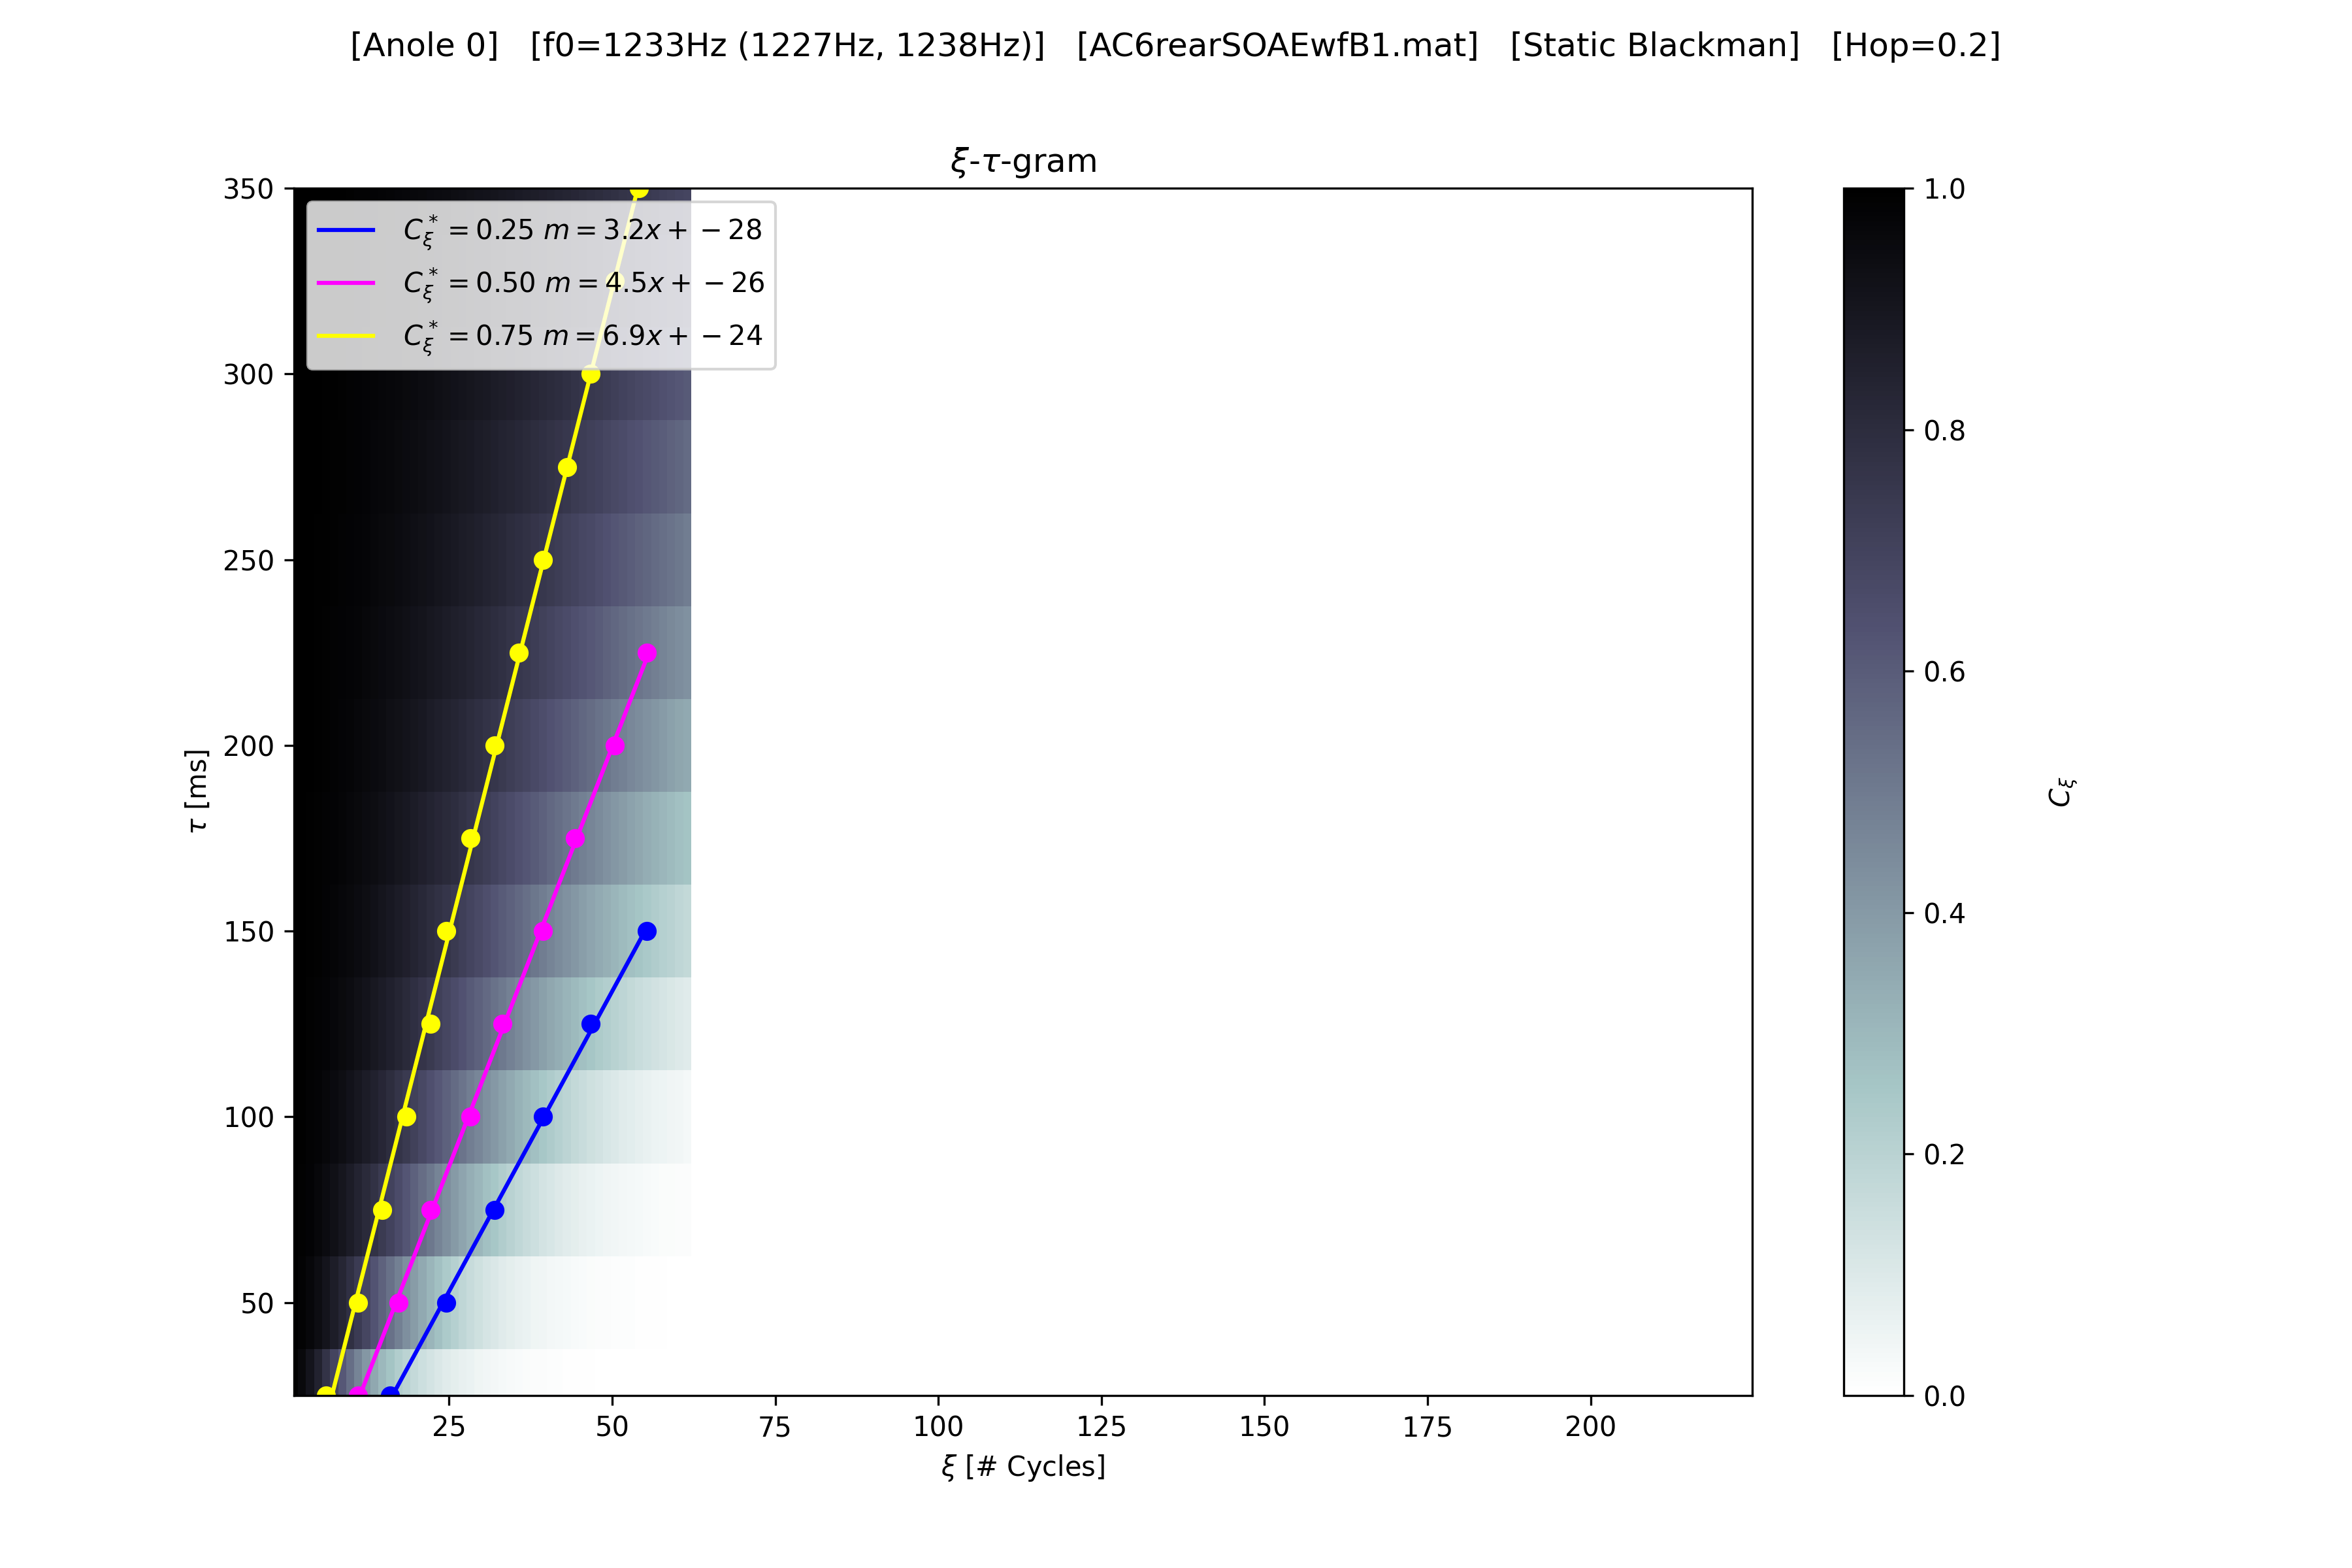 [Anole 0]   [f0=1233Hz (1227Hz, 1238Hz)]   [AC6rearSOAEwfB1.mat]   [Static Blackman]   [Hop=0.2]
ξ-τ-gram
C*ξ = 0.25 m = 3.2x + −28
C*ξ = 0.50 m = 4.5x + −26
C*ξ = 0.75 m = 6.9x + −24
350
300
250
200
150
100
50
τ [ms]
25 50 75 100 125 150 175 200
ξ [# Cycles]
1.0
0.8
0.6
0.4
0.2
0.0
Cξ